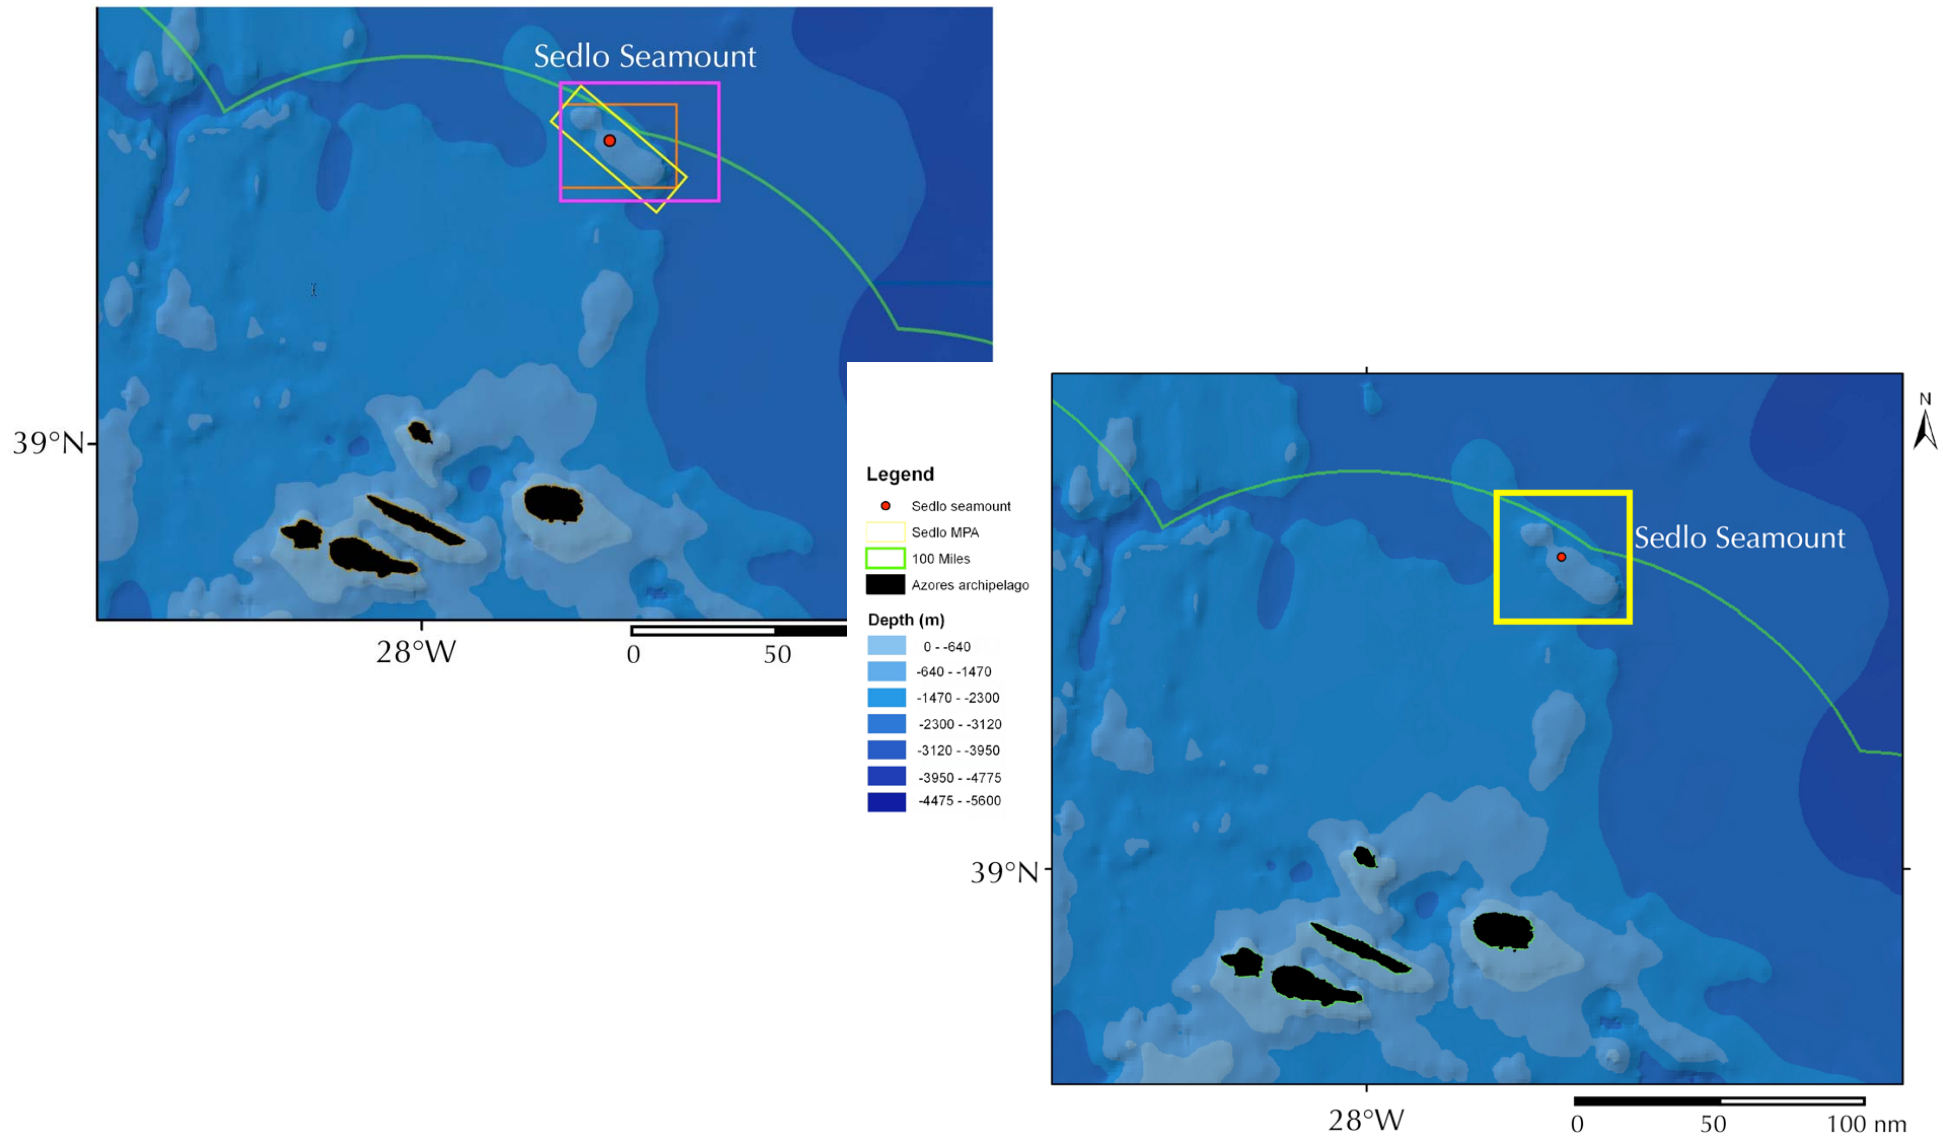 Sedlo Seamount
39°N
28°W
0 50
Legend
Sedlo seamount
Sedlo MPA
100 Miles
Azores archipelago
Depth (m)
0 - -640
-640 - -1470
-1470 - -2300
-2300 - -3120
-3120 - -3950
-3950 - -4775
-4475 - -5600
N
Sedlo Seamount
39°N
28°W
0 50 100 nm